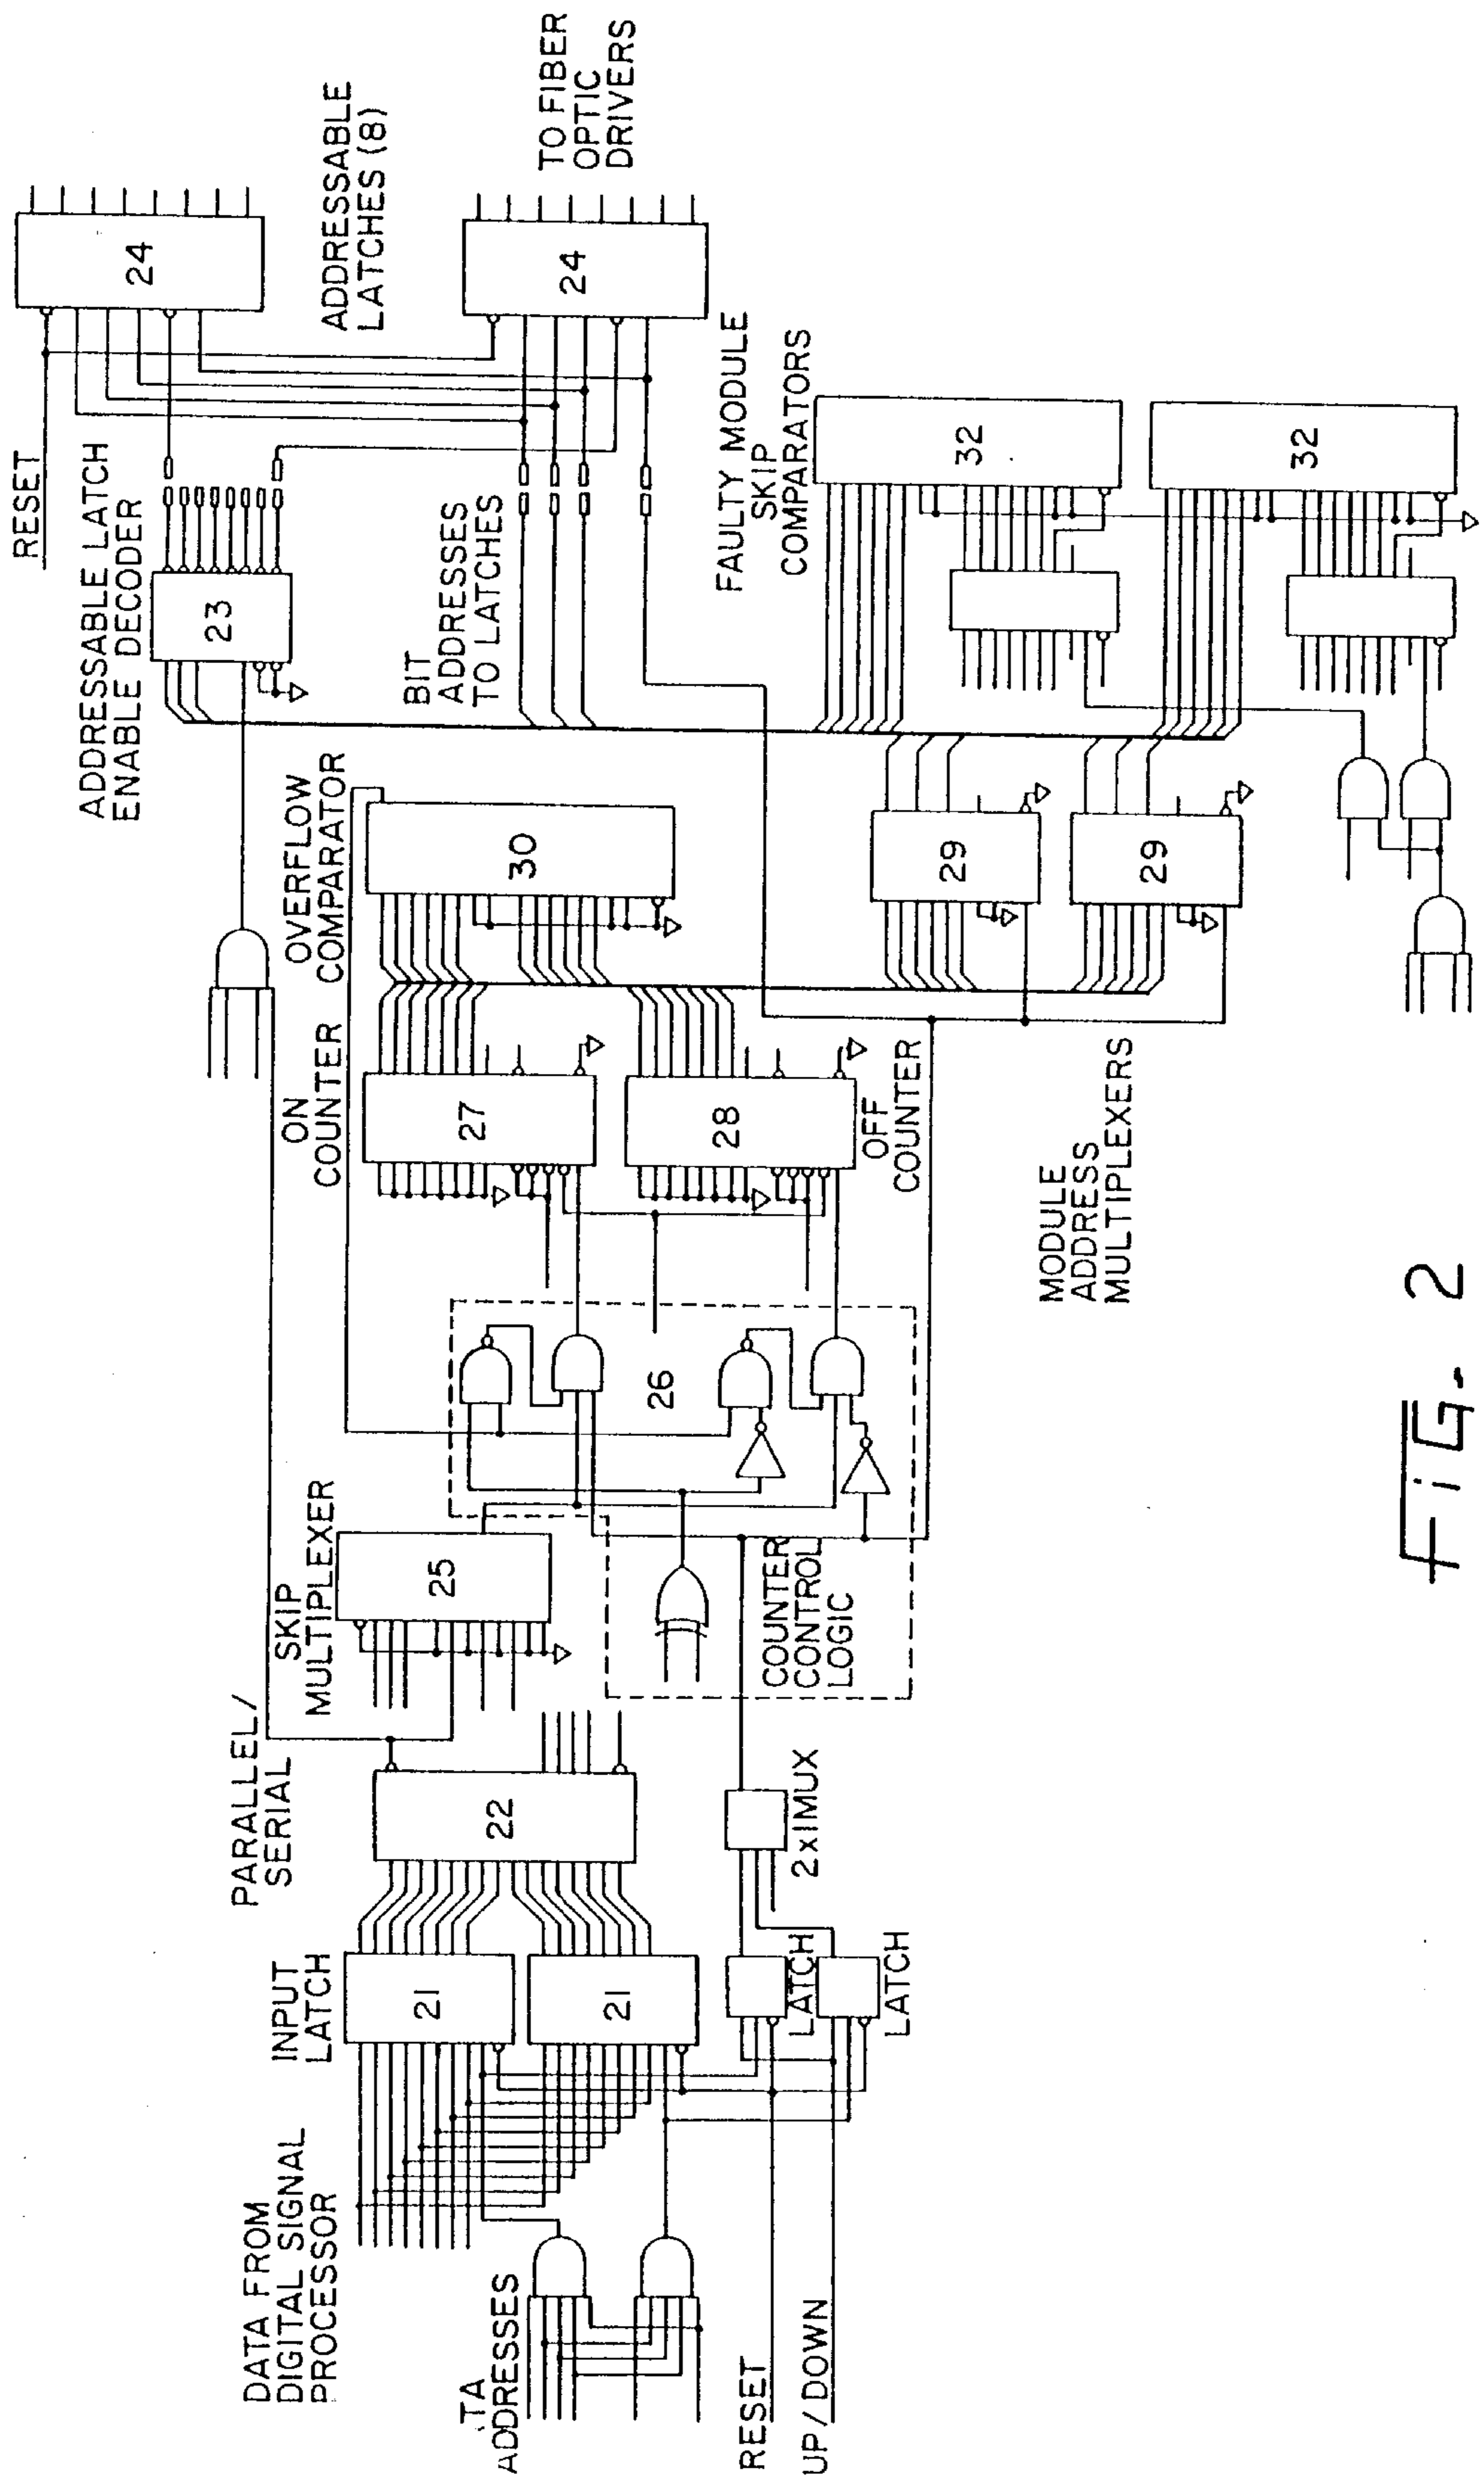 DATA FROM
DIGITAL SIGNAL
PROCESSOR
TA
ADDRESSES
RESET
UP/DOWN
INPUT
LATCH
21
21
LATCH
LATCH
PARALLEL/
SERIAL
22
2x1MUX
SKIP
MULTIPLEXER
25
COUNTER
CONTROL
LOGIC
26
ON
COUNTER
27
28
OFF
COUNTER
OVERFLOW
COMPARATOR
30
MODULE
ADDRESS
MULTIPLEXERS
29
29
ADDRESSABLE LATCH
ENABLE DECODER
23
RESET
BIT
ADDRESSES
TO LATCHES
24
ADDRESSABLE
LATCHES (8)
24
TO FIBER
OPTIC
DRIVERS
FAULTY MODULE
SKIP
COMPARATORS
32
32
FiG. 2